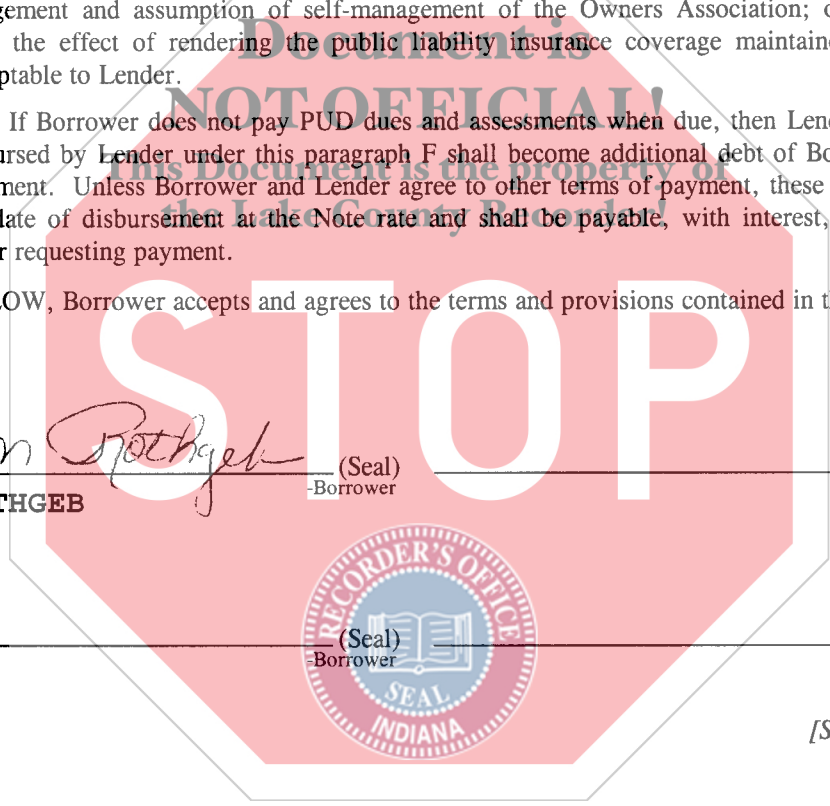 gement and assumption of self-management of the Owners Association; o
Document is
the effect of rendering the public liability insurance coverage maintaine
ptable to Lender.
NOT OFFICIAL!
If Borrower does not pay PUD dues and assessments when due, then Lend
ursed by Lender under this paragraph F shall become additional debt of Bo
This Document is the property of
ment. Unless Borrower and Lender agree to other terms of payment, these
late of disbursement at the Note rate and shall be payable, with interest,
the Lake County Recorder!
r requesting payment.
LOW, Borrower accepts and agrees to the terms and provisions contained in th
STOP
n Rothgeb
(Seal)
-Borrower
THGEB
RECORDER'S OFFICE
(Seal)
-Borrower
SEAL
INDIANA
[S